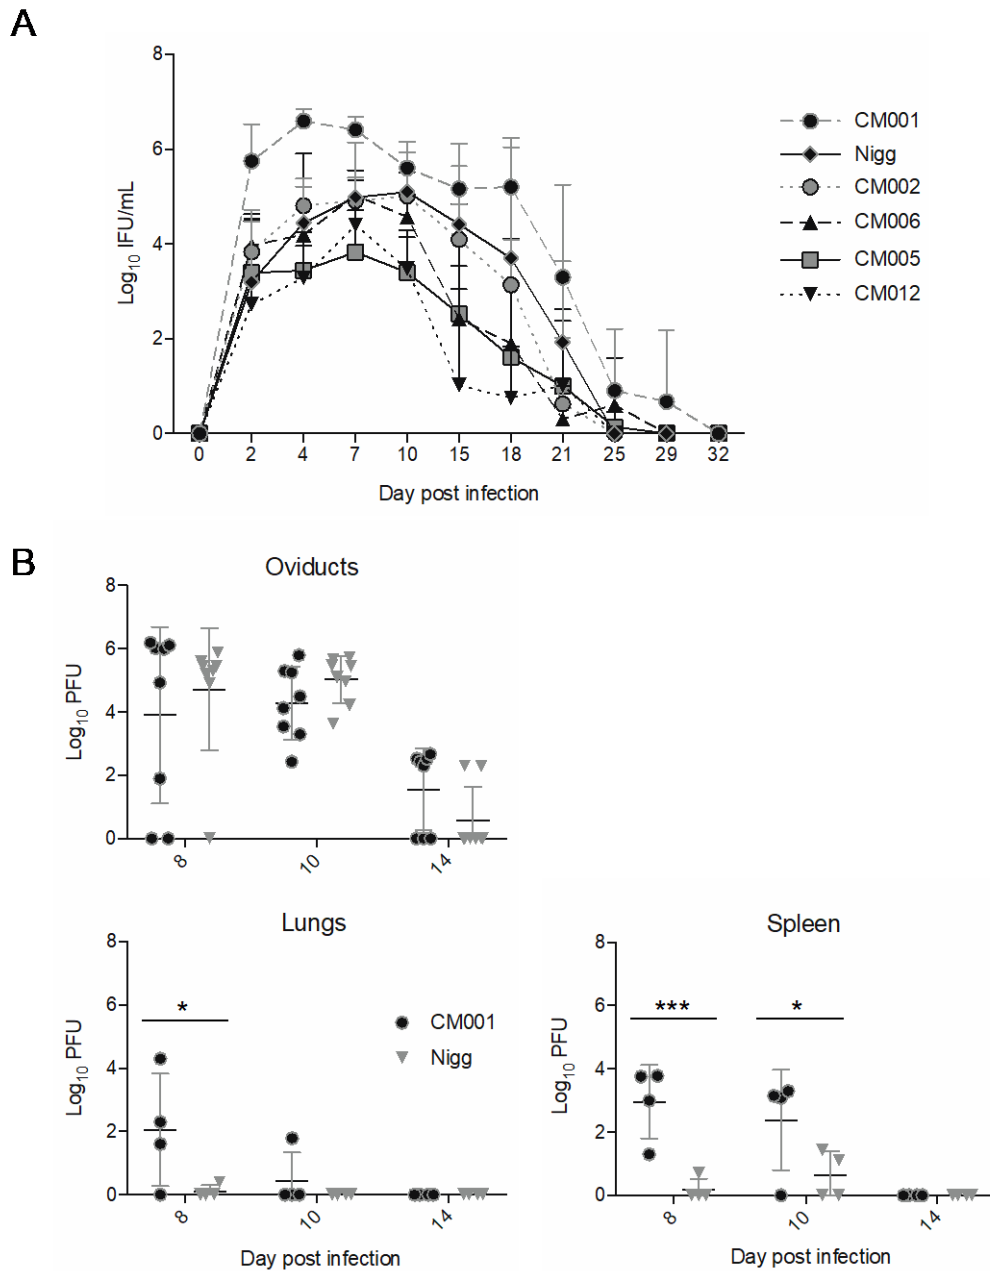 A
8
6
4
2
0
Log10 IFU/mL
0 2 4 7 10 15 18 21 25 29 32
Day post infection
CM001
Nigg
CM002
CM006
CM005
CM012
B
Oviducts
8
6
4
2
0
Log10 PFU
8 10 14
Lungs
8
6
4
2
0
Log10 PFU
*
CM001
Nigg
8 10 14
Day post infection
Spleen
8
6
4
2
0
Log10 PFU
*** *
8 10 14
Day post infection